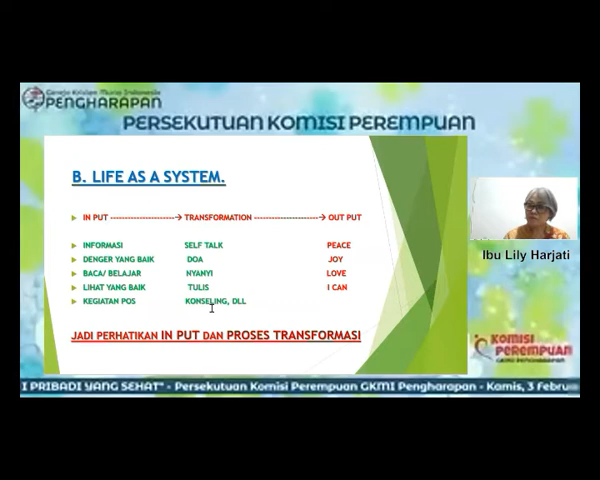 Gereja Kristen Muria Indonesia
PENGHARAPAN
PERSEKUTUAN KOMISI PEREMPUAN
B. LIFE AS A SYSTEM.
IN PUT ----------------------→ TRANSFORMATION ----------------------→ OUT PUT
INFORMASI SELF TALK PEACE
DENGER YANG BAIK DOA JOY
BACA/ BELAJAR NYANYI LOVE
LIHAT YANG BAIK TULIS I CAN
KEGIATAN POS KONSELING, DLL
JADI PERHATIKAN IN PUT DAN PROSES TRANSFORMASI
Ibu Lily Harjati
KOMISI
PEREMPUAN
GKMI PENGHARAPAN
I PRIBADI YANG SEHAT" - Persekutuan Komisi Perempuan GKMI Pengharapan - Kamis, 3 Februa